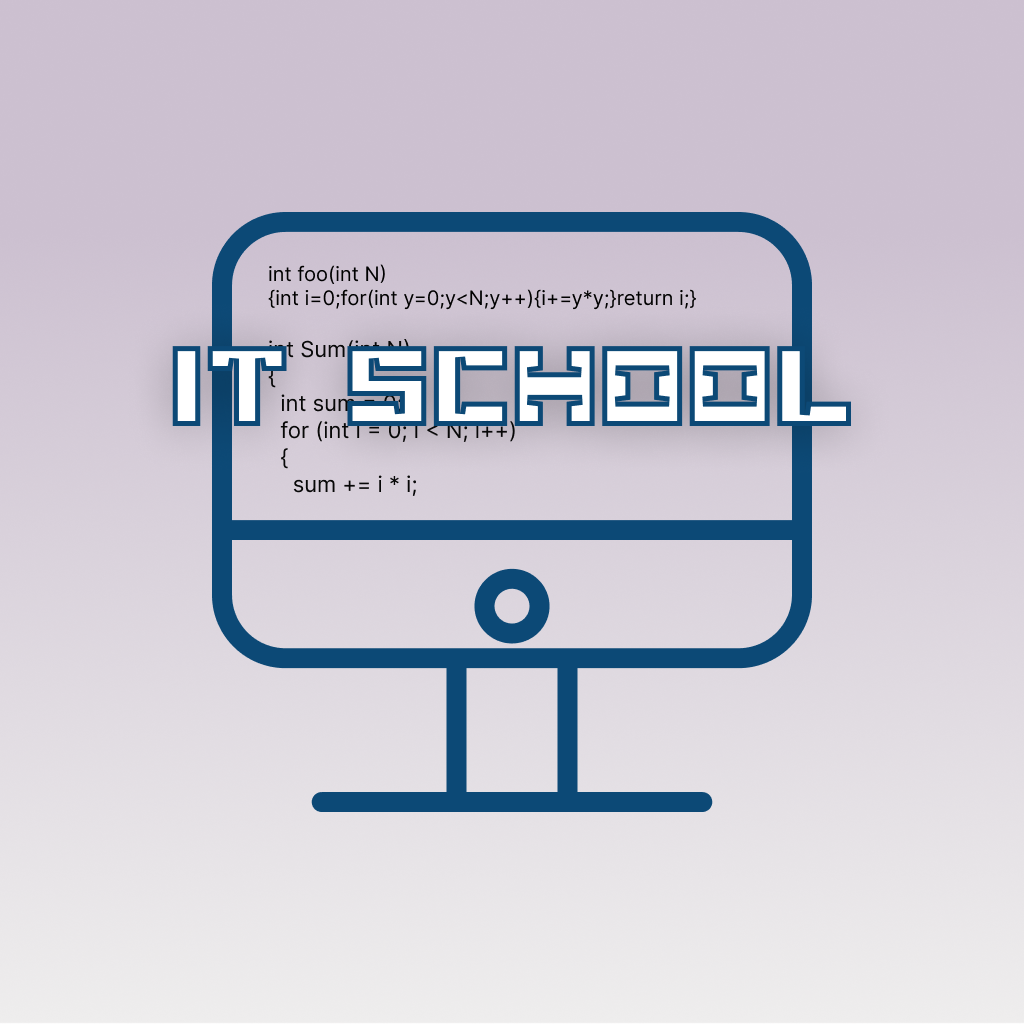 int foo(int N)
{int i=0;for(int y=0;y<N;y++){i+=y*y;}return i;}
int Sum(int N)
IT SCHOOL
{
int sum = 0;
for (int i = 0; i < N; i++)
{
sum += i * i;